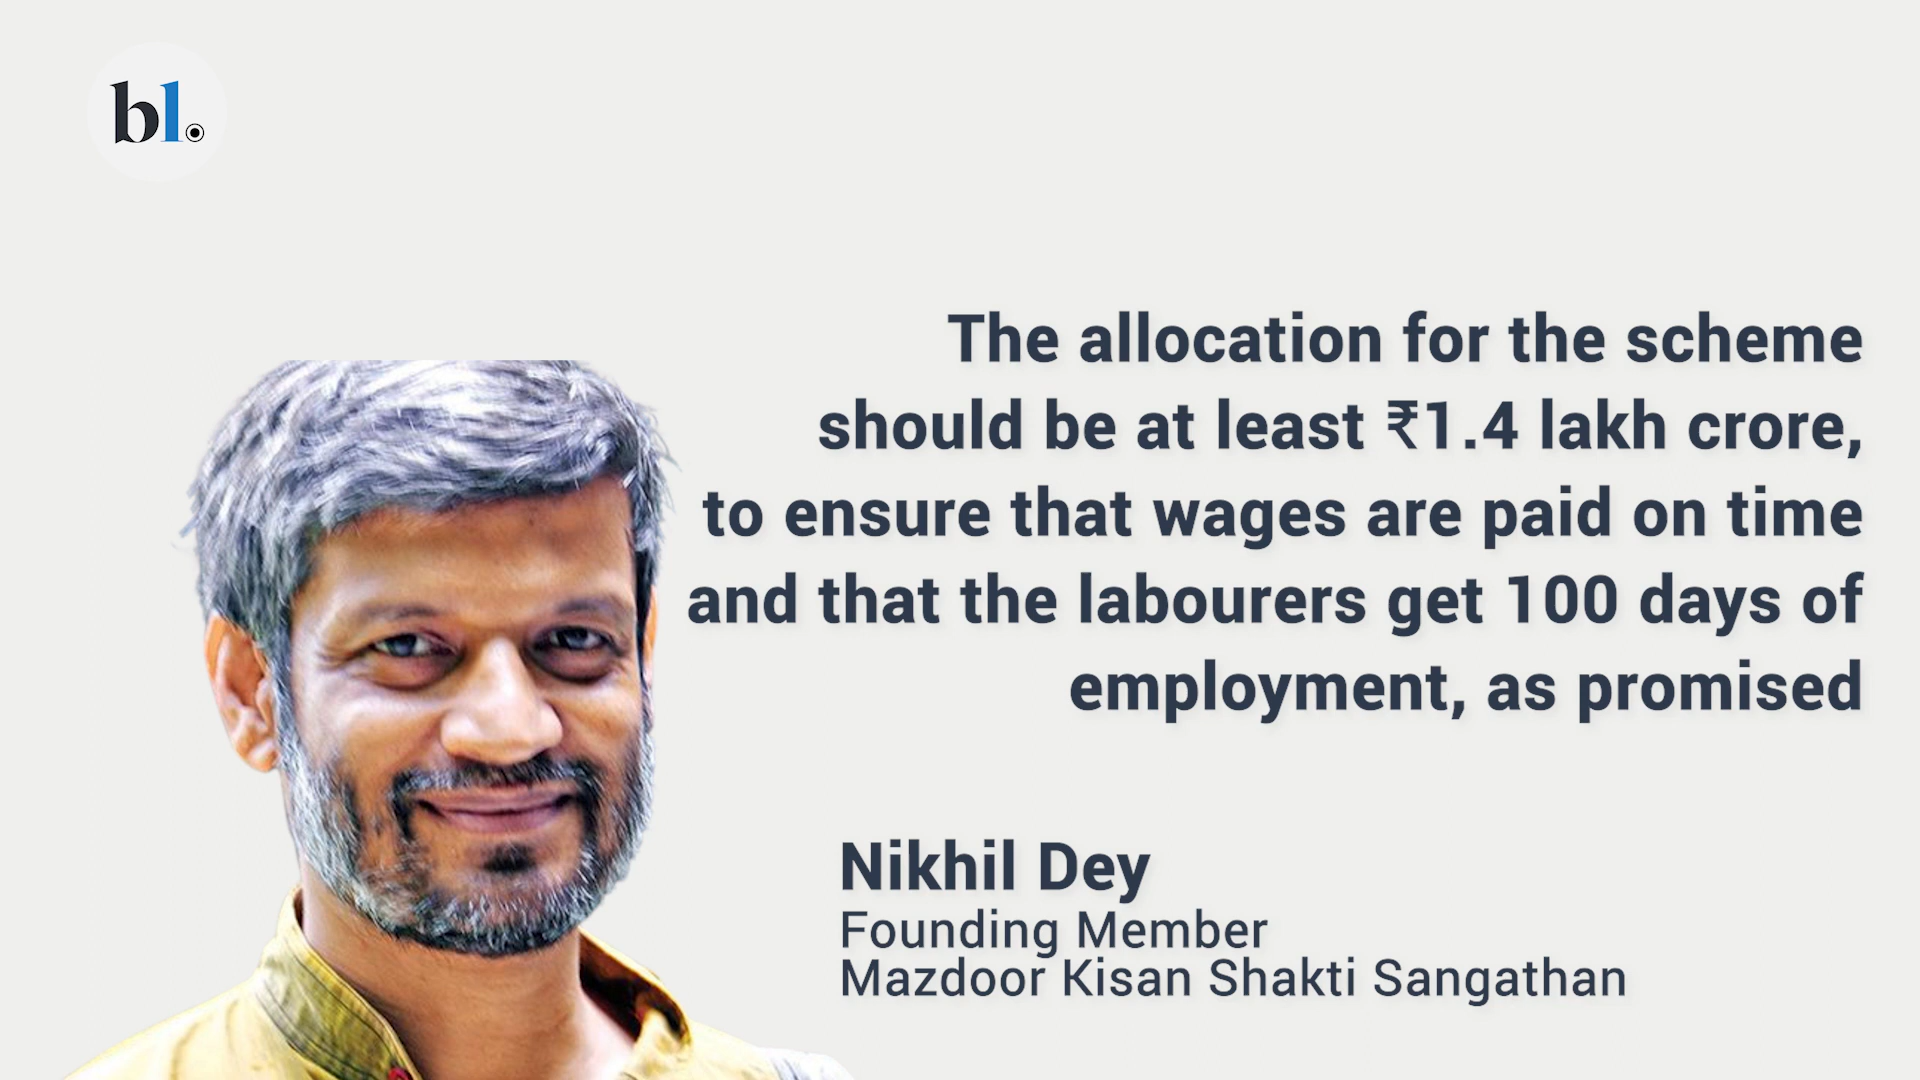 bl.
The allocation for the scheme
should be at least ₹1.4 lakh crore,
to ensure that wages are paid on time
and that the labourers get 100 days of
employment, as promised
Nikhil Dey
Founding Member
Mazdoor Kisan Shakti Sangathan